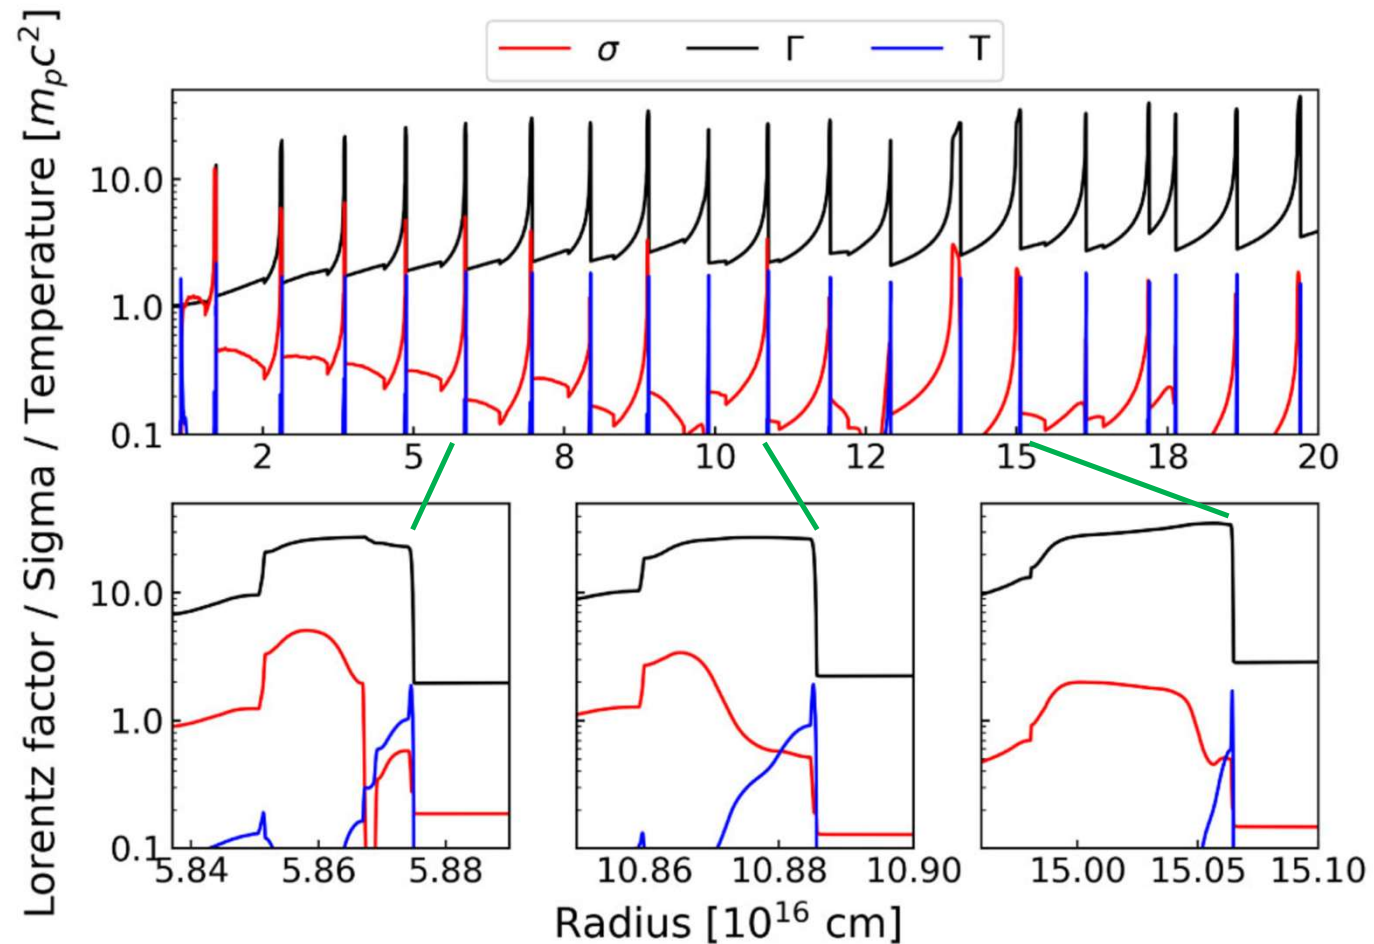 σ Γ T
Lorentz factor / Sigma / Temperature [m_p c^2]
10.0
1.0
0.1
2 5 8 10 12 15 18 20
10.0
1.0
0.1
5.84 5.86 5.88
10.86 10.88 10.90
15.00 15.05 15.10
Radius [10^16 cm]